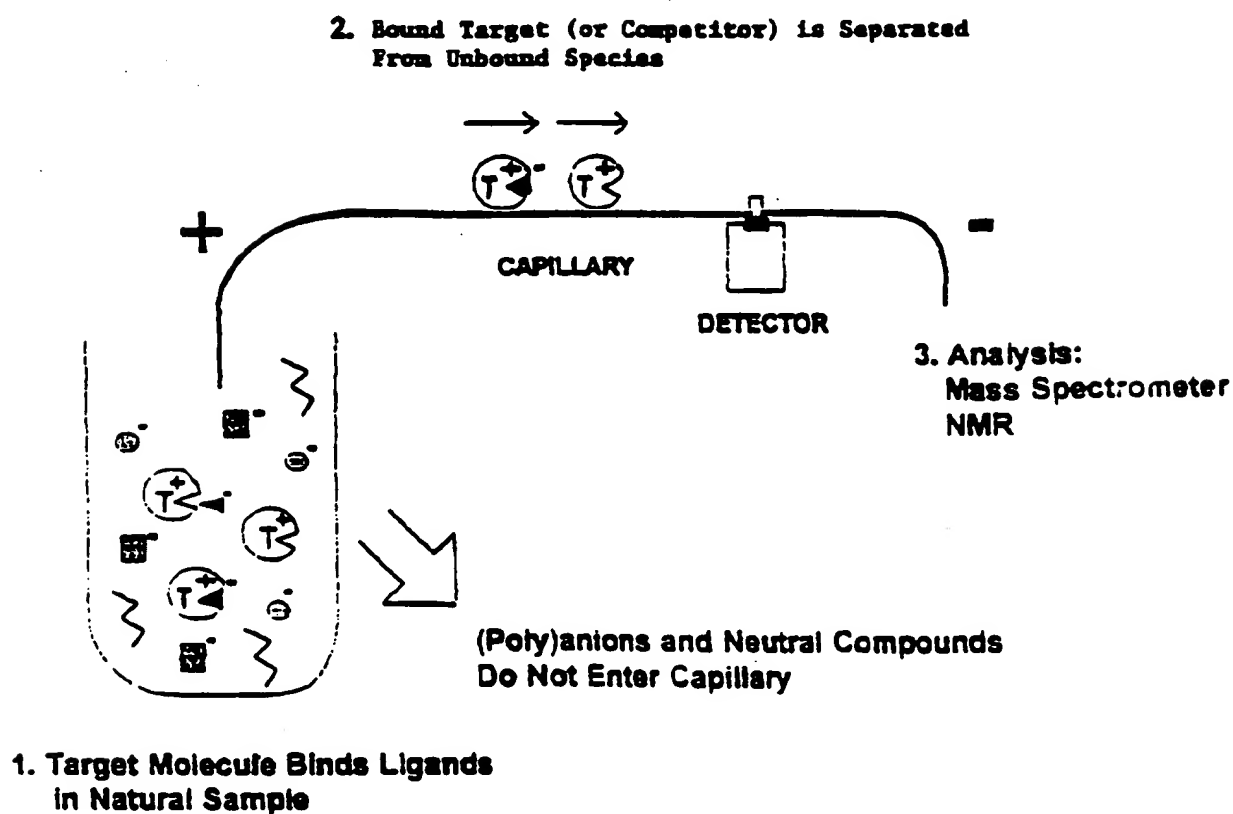 2. Bound Target (or Competitor) is Separated
From Unbound Species
T + -
T +
+
-
CAPILLARY
DETECTOR
3. Analysis:
Mass Spectrometer
NMR
-
-
-
T + -
T +
-
T + -
-
-
(Poly)anions and Neutral Compounds
Do Not Enter Capillary
1. Target Molecule Binds Ligands
in Natural Sample